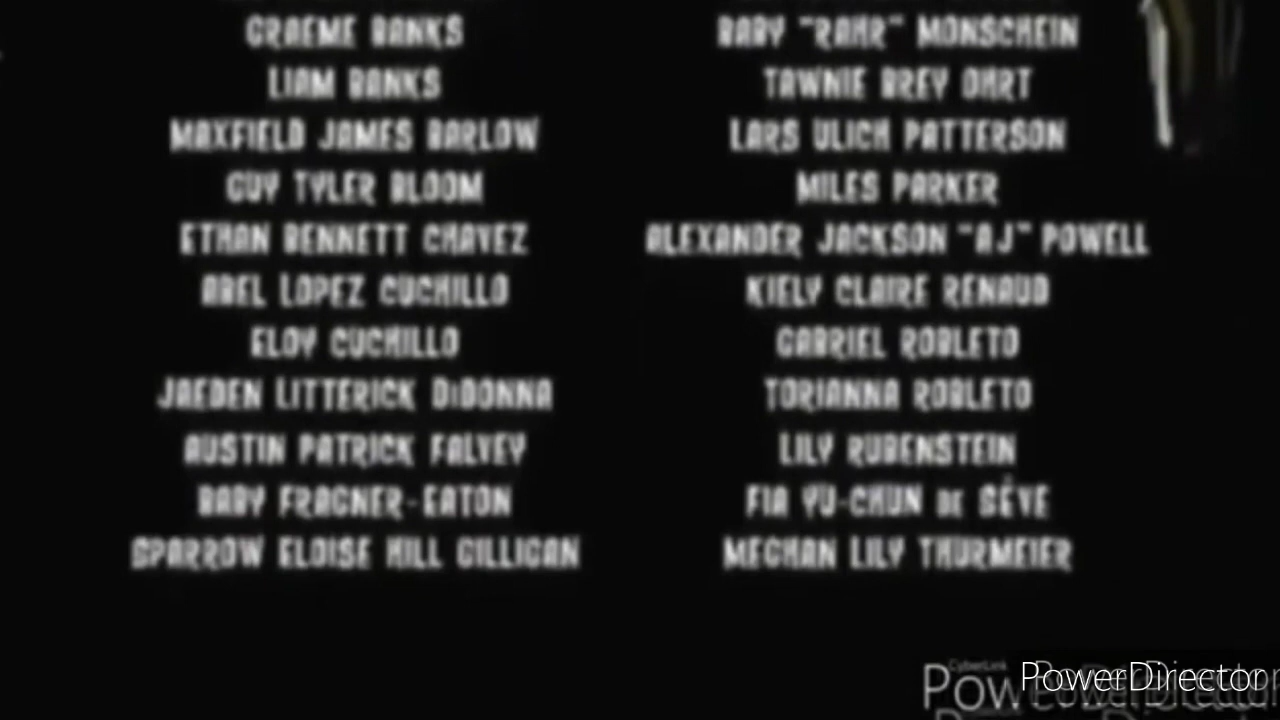 GRAEME BANKS
LIAM BANKS
MAXFIELD JAMES BARLOW
GUY TYLER BLOOM
ETHAN BENNETT CHAVEZ
ABEL LOPEZ CUCHILLO
ELOY CUCHILLO
JAEDEN LITTERICK DiDONNA
AUSTIN PATRICK FALVEY
BABY FRAGNER-EATON
SPARROW ELOISE HILL GILLIGAN
BABY "RAHR" MONSCHEIN
TAWNIE BREY OHRT
LARS ULICH PATTERSON
MILES PARKER
ALEXANDER JACKSON "AJ" POWELL
KIELY CLAIRE RENAUD
GABRIEL ROBLETO
TORIANNA ROBLETO
LILY RUBENSTEIN
FIA YU-CHUN DE SÈVE
MEGHAN LILY THURMEIER
CyberLink
PowerDirector